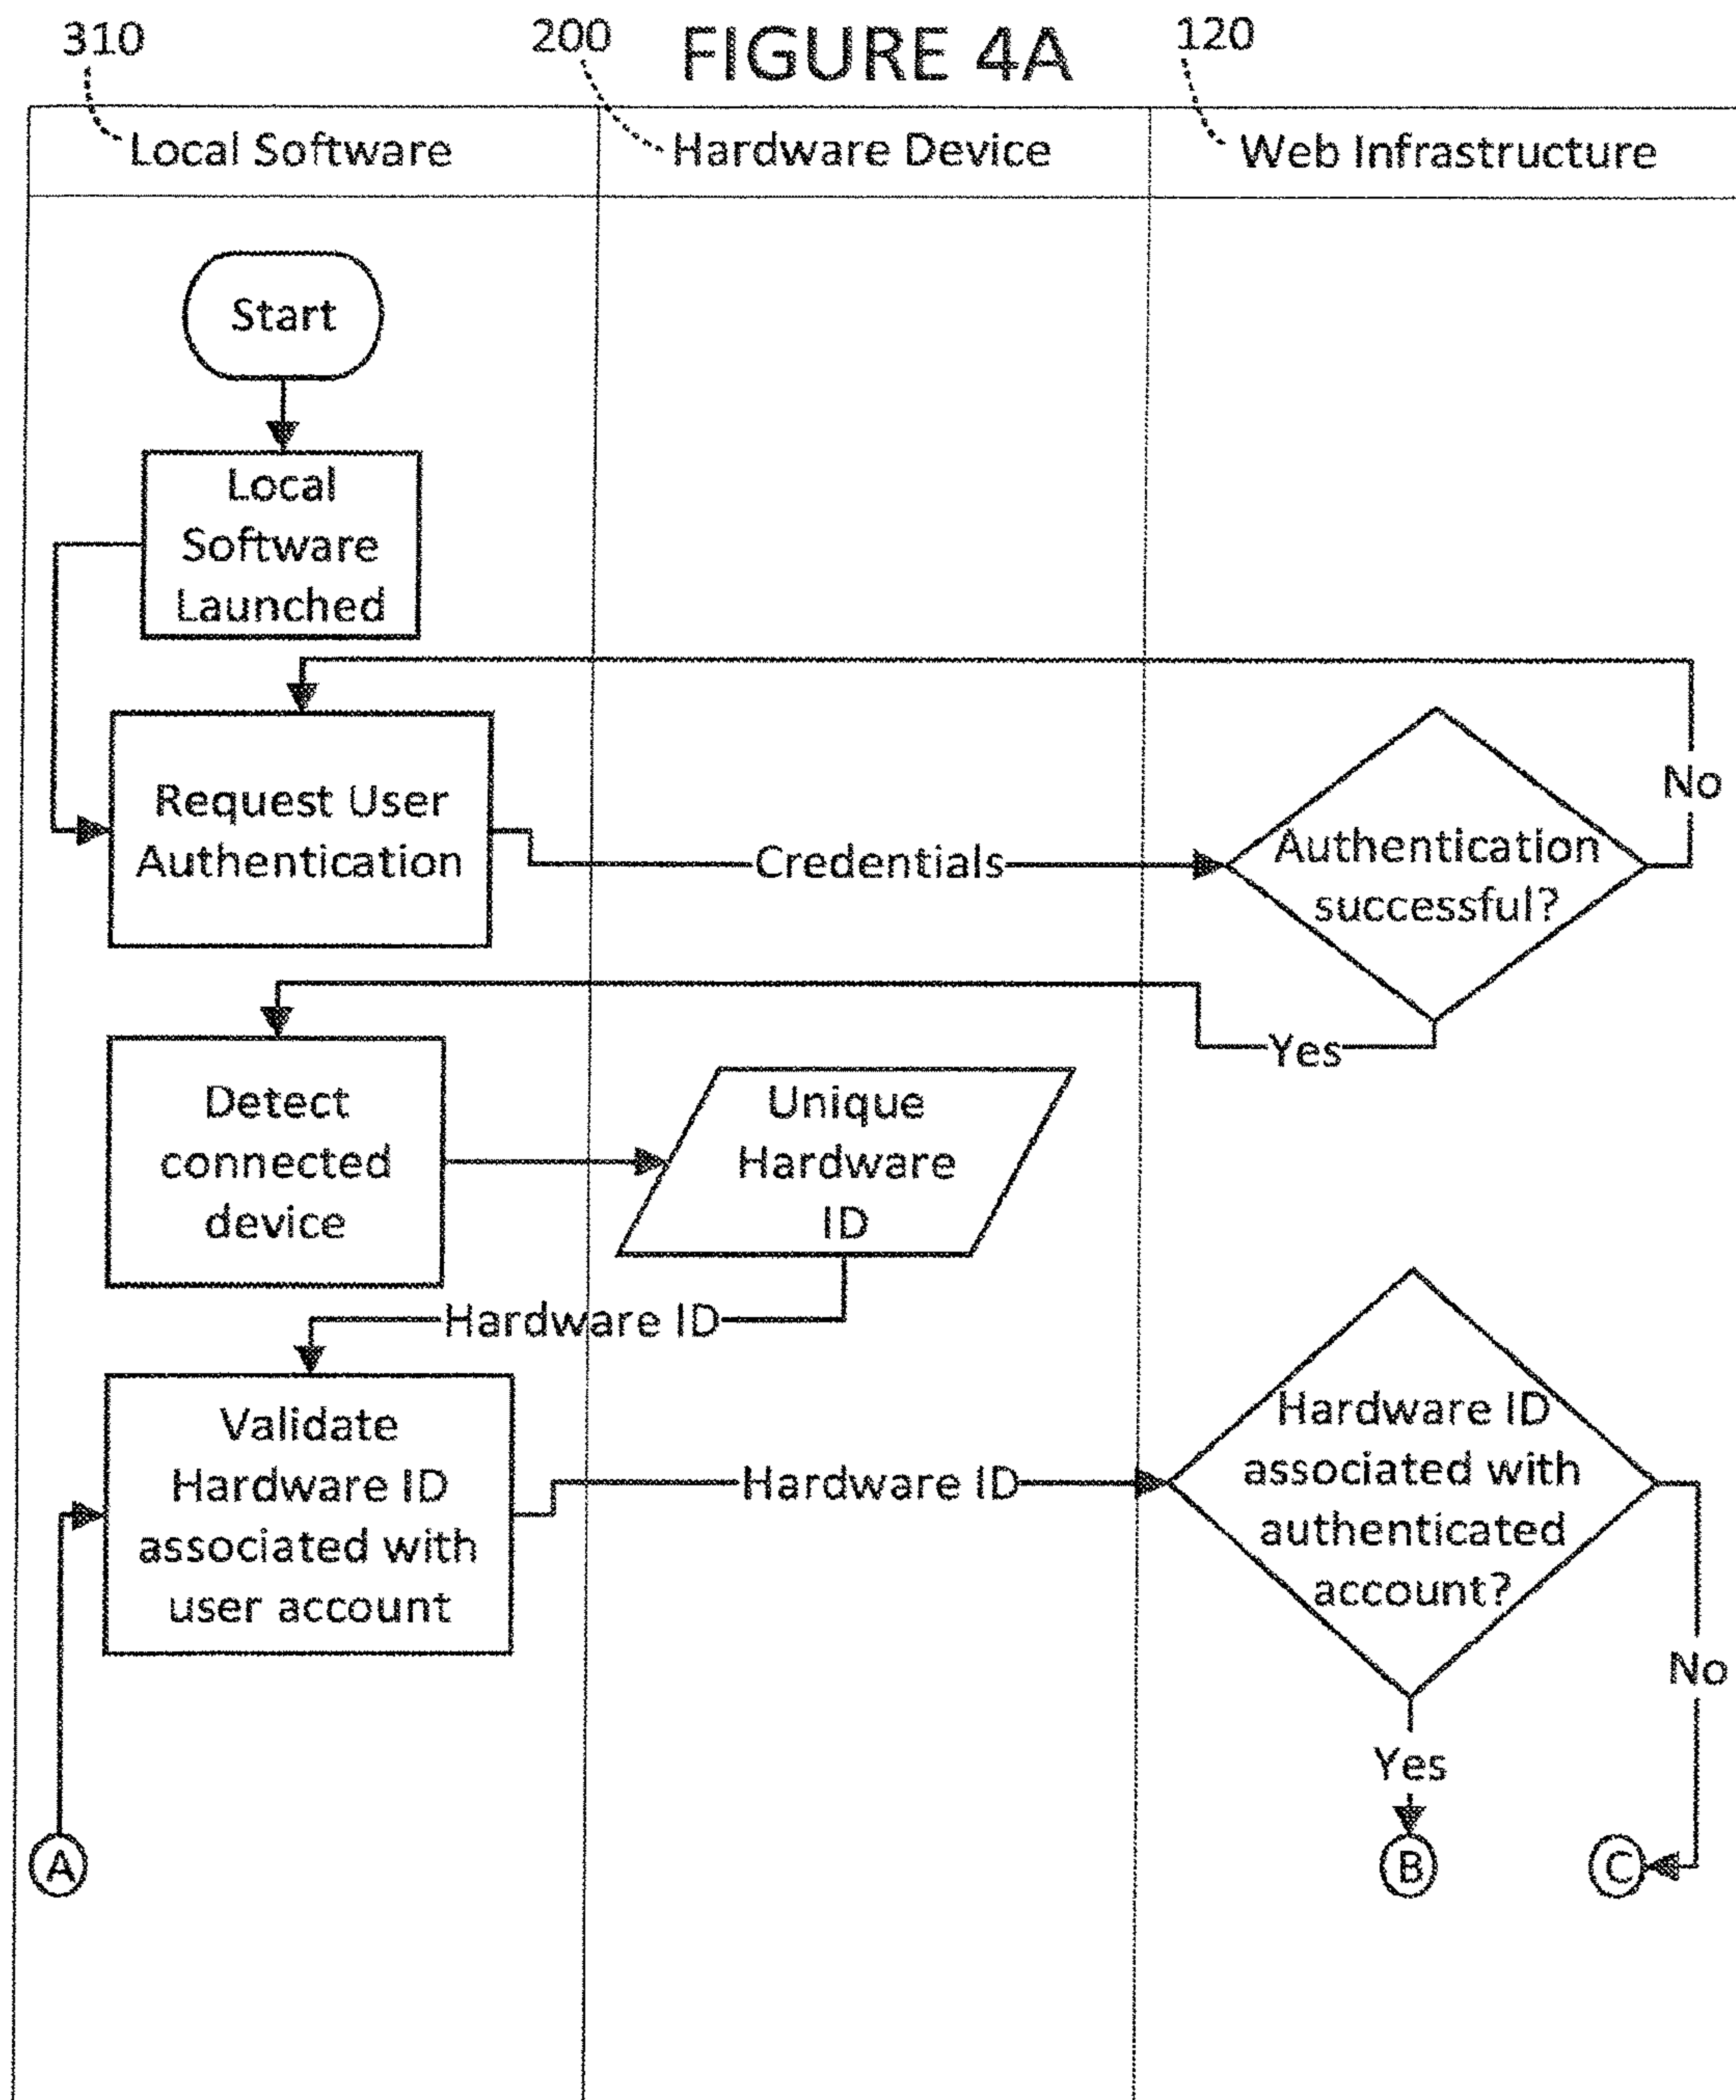 310
200
FIGURE 4A
120
Local Software
Hardware Device
Web Infrastructure
Start
Local
Software
Launched
No
Request User
Authentication
Credentials
Authentication
successful?
Yes
Detect
connected
device
Unique
Hardware
ID
Hardware ID
Validate
Hardware ID
associated with
user account
Hardware ID
Hardware ID
associated with
authenticated
account?
No
Yes
A
B
C